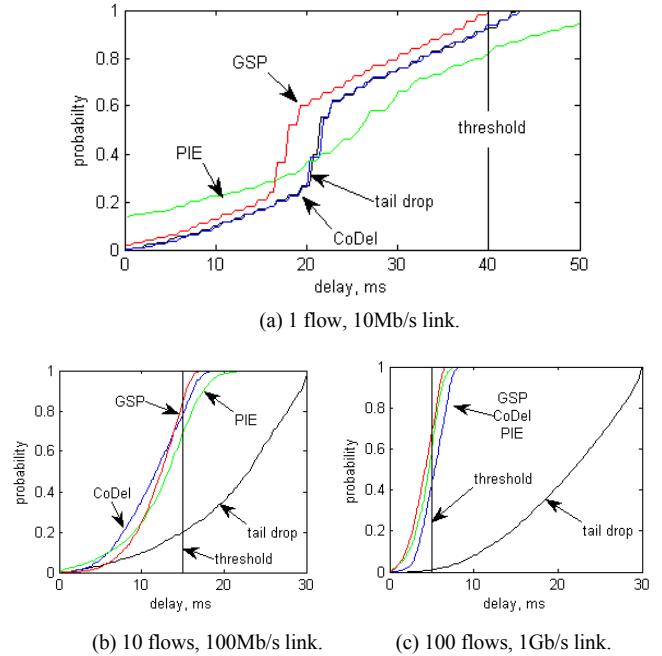 1
0.8
0.6
0.4
0.2
0
probabilty
GSP
PIE
threshold
tail drop
CoDel
0 10 20 30 40 50
delay, ms
(a) 1 flow, 10Mb/s link.
1
0.8
0.6
0.4
0.2
0
probability
GSP
PIE
CoDel
tail drop
threshold
0 10 20 30
delay, ms
(b) 10 flows, 100Mb/s link.
1
0.8
0.6
0.4
0.2
0
probability
GSP
CoDel
PIE
threshold
tail drop
0 5 10 15 20 25 30
delay, ms
(c) 100 flows, 1Gb/s link.